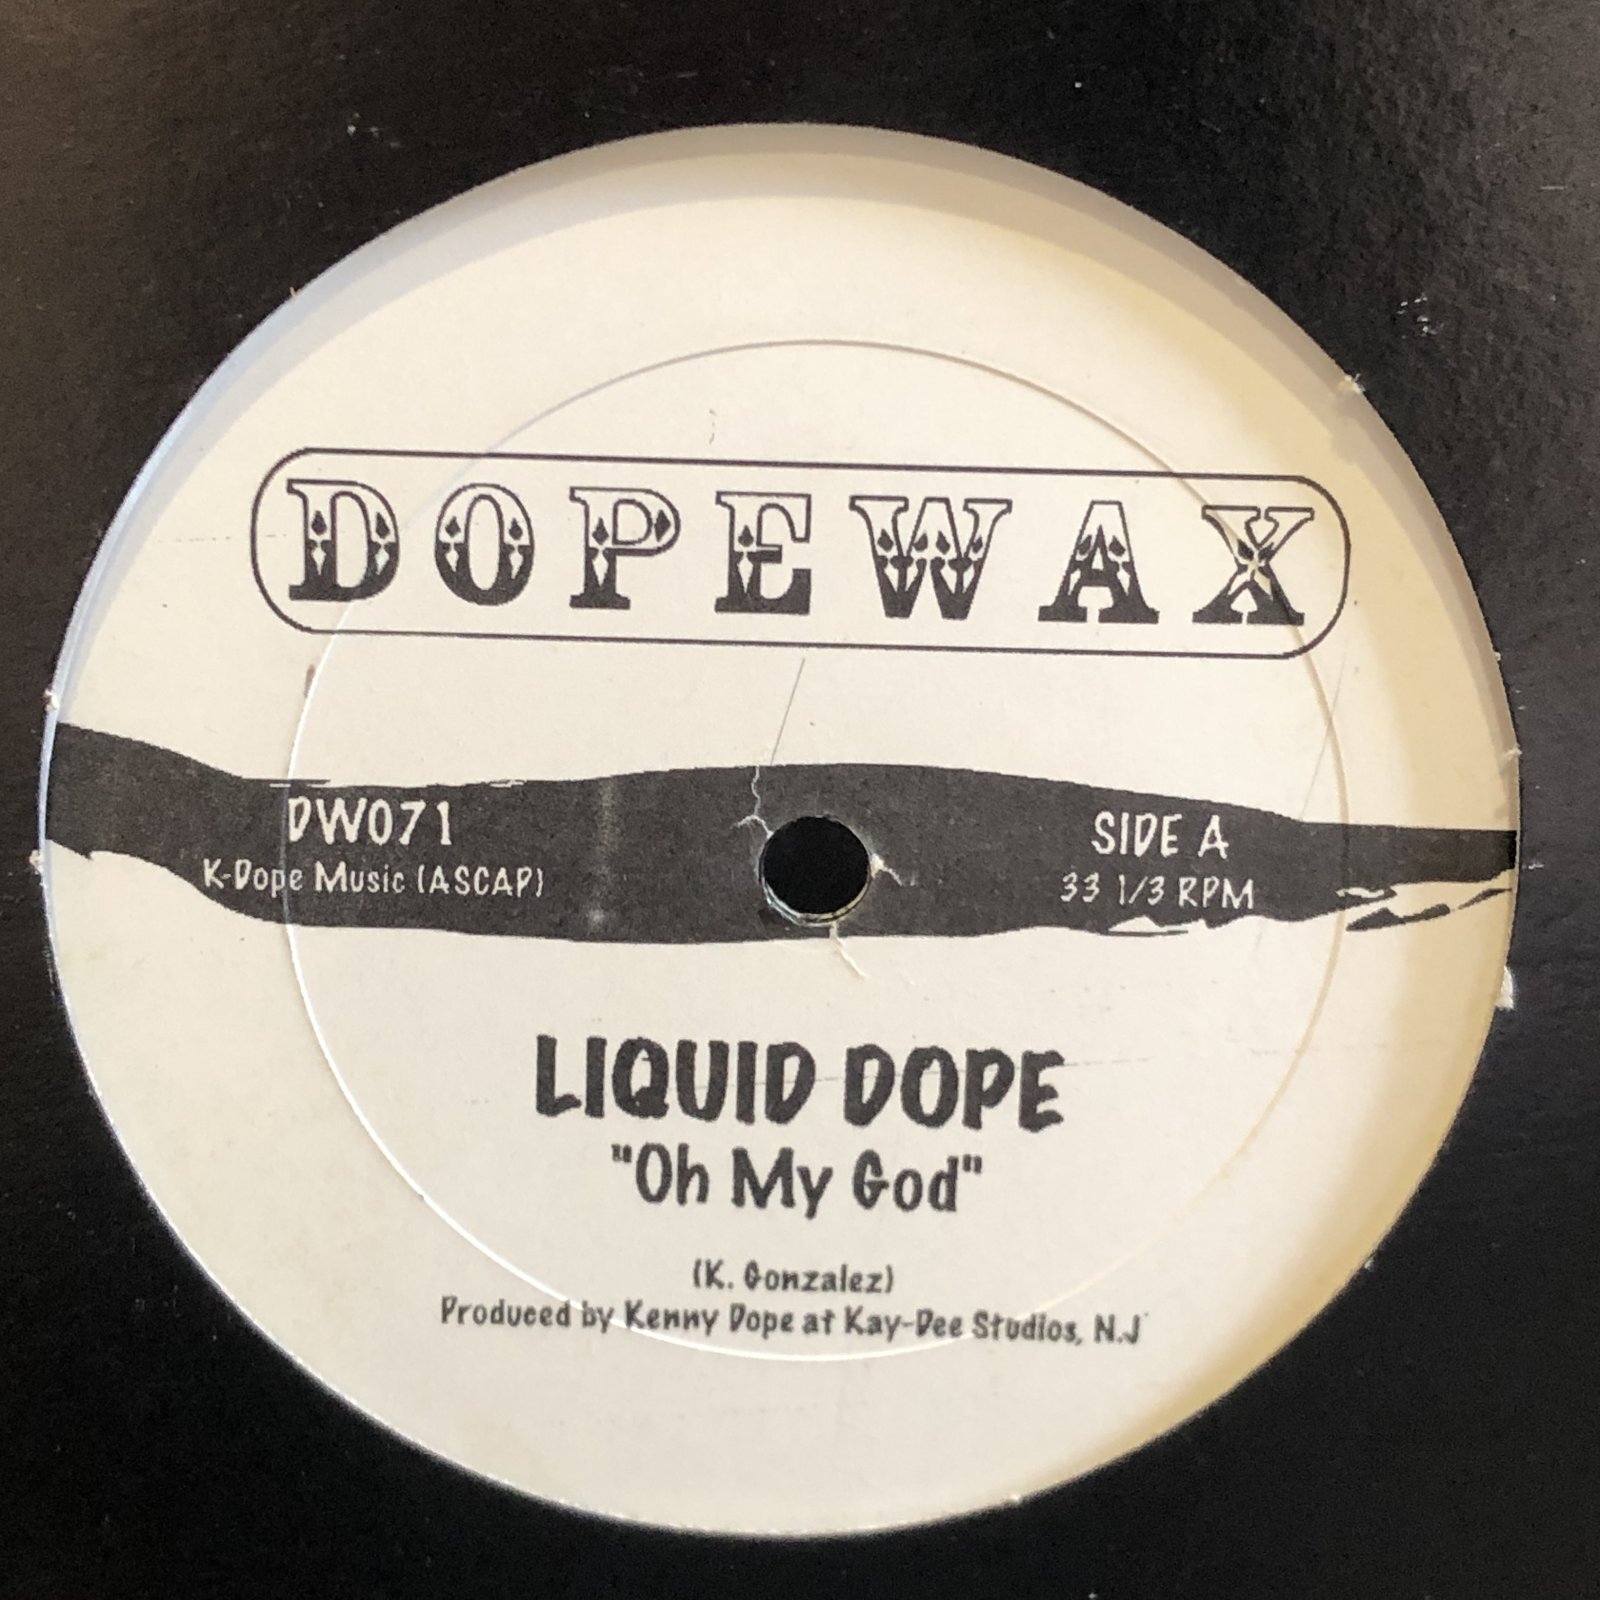 DOPEWAX
DW071
K-Dope Music (ASCAP)
SIDE A
33 1/3 RPM
LIQUID DOPE
"Oh My God"
(K. Gonzalez)
Produced by Kenny Dope at Kay-Dee Studios, N.J